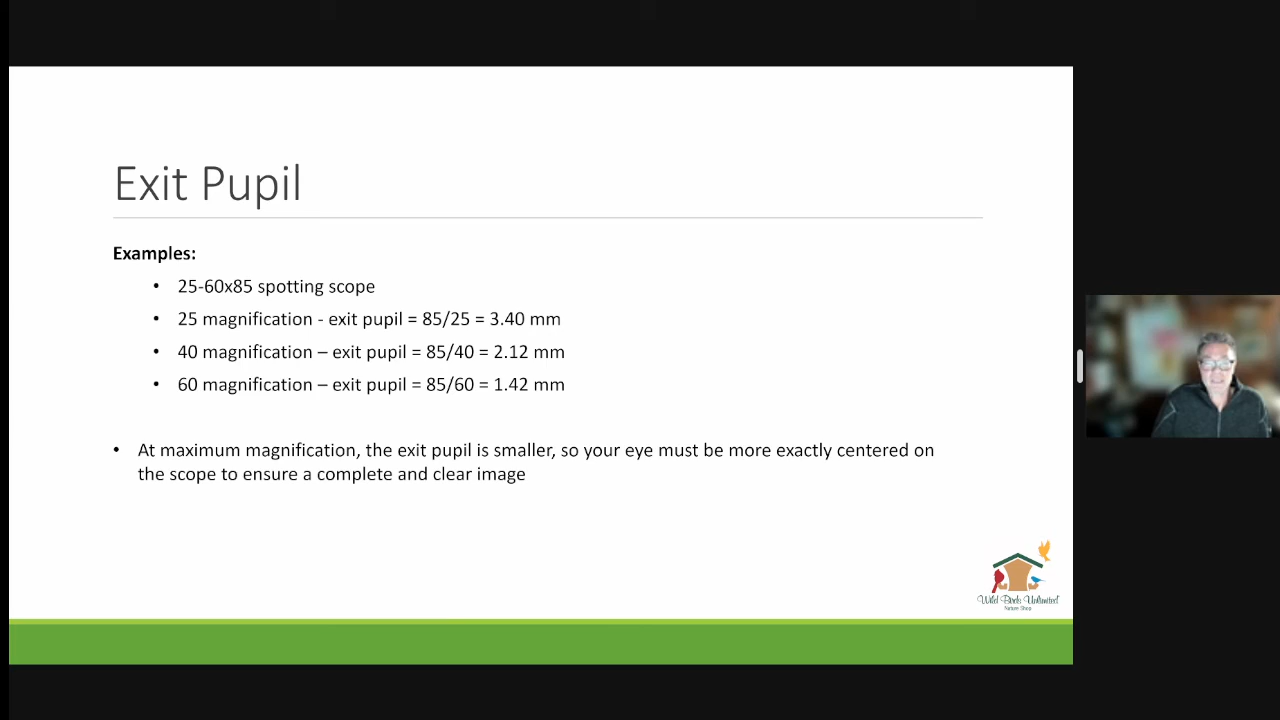 Exit Pupil
Examples:
• 25-60x85 spotting scope
• 25 magnification - exit pupil = 85/25 = 3.40 mm
• 40 magnification – exit pupil = 85/40 = 2.12 mm
• 60 magnification – exit pupil = 85/60 = 1.42 mm
• At maximum magnification, the exit pupil is smaller, so your eye must be more exactly centered on
the scope to ensure a complete and clear image
Wild Birds Unlimited
Nature Shop